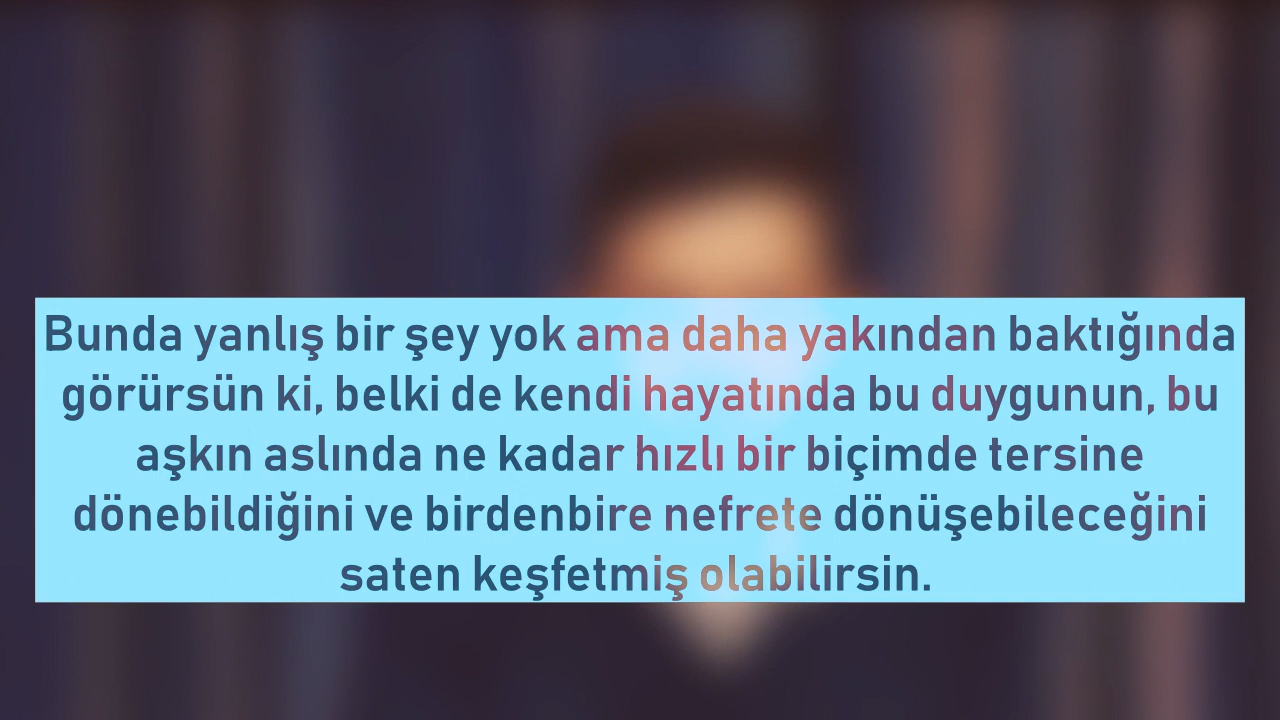 Bunda yanlış bir şey yok ama daha yakından baktığında
görürsün ki, belki de kendi hayatında bu duygunun, bu
aşkın aslında ne kadar hızlı bir biçimde tersine
dönebildiğini ve birdenbire nefrete dönüşebileceğini
saten keşfetmiş olabilirsin.